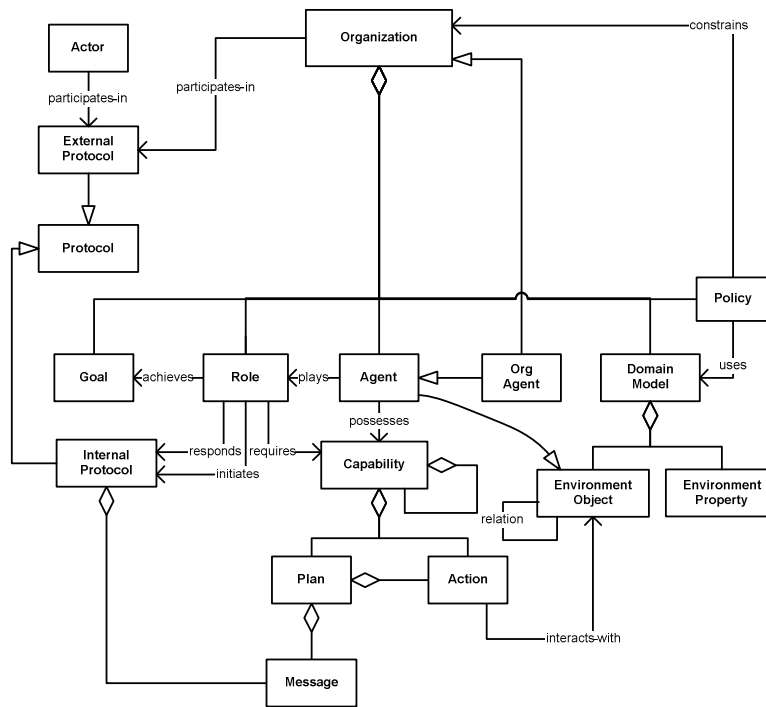 Organization
constrains
Actor
participates-in
participates-in
External
Protocol
Protocol
Policy
Goal
achieves
Role
plays
Agent
Org
Agent
Domain
Model
uses
possesses
Internal
Protocol
responds
requires
initiates
Capability
Environment
Object
Environment
Property
relation
Plan
Action
interacts-with
Message